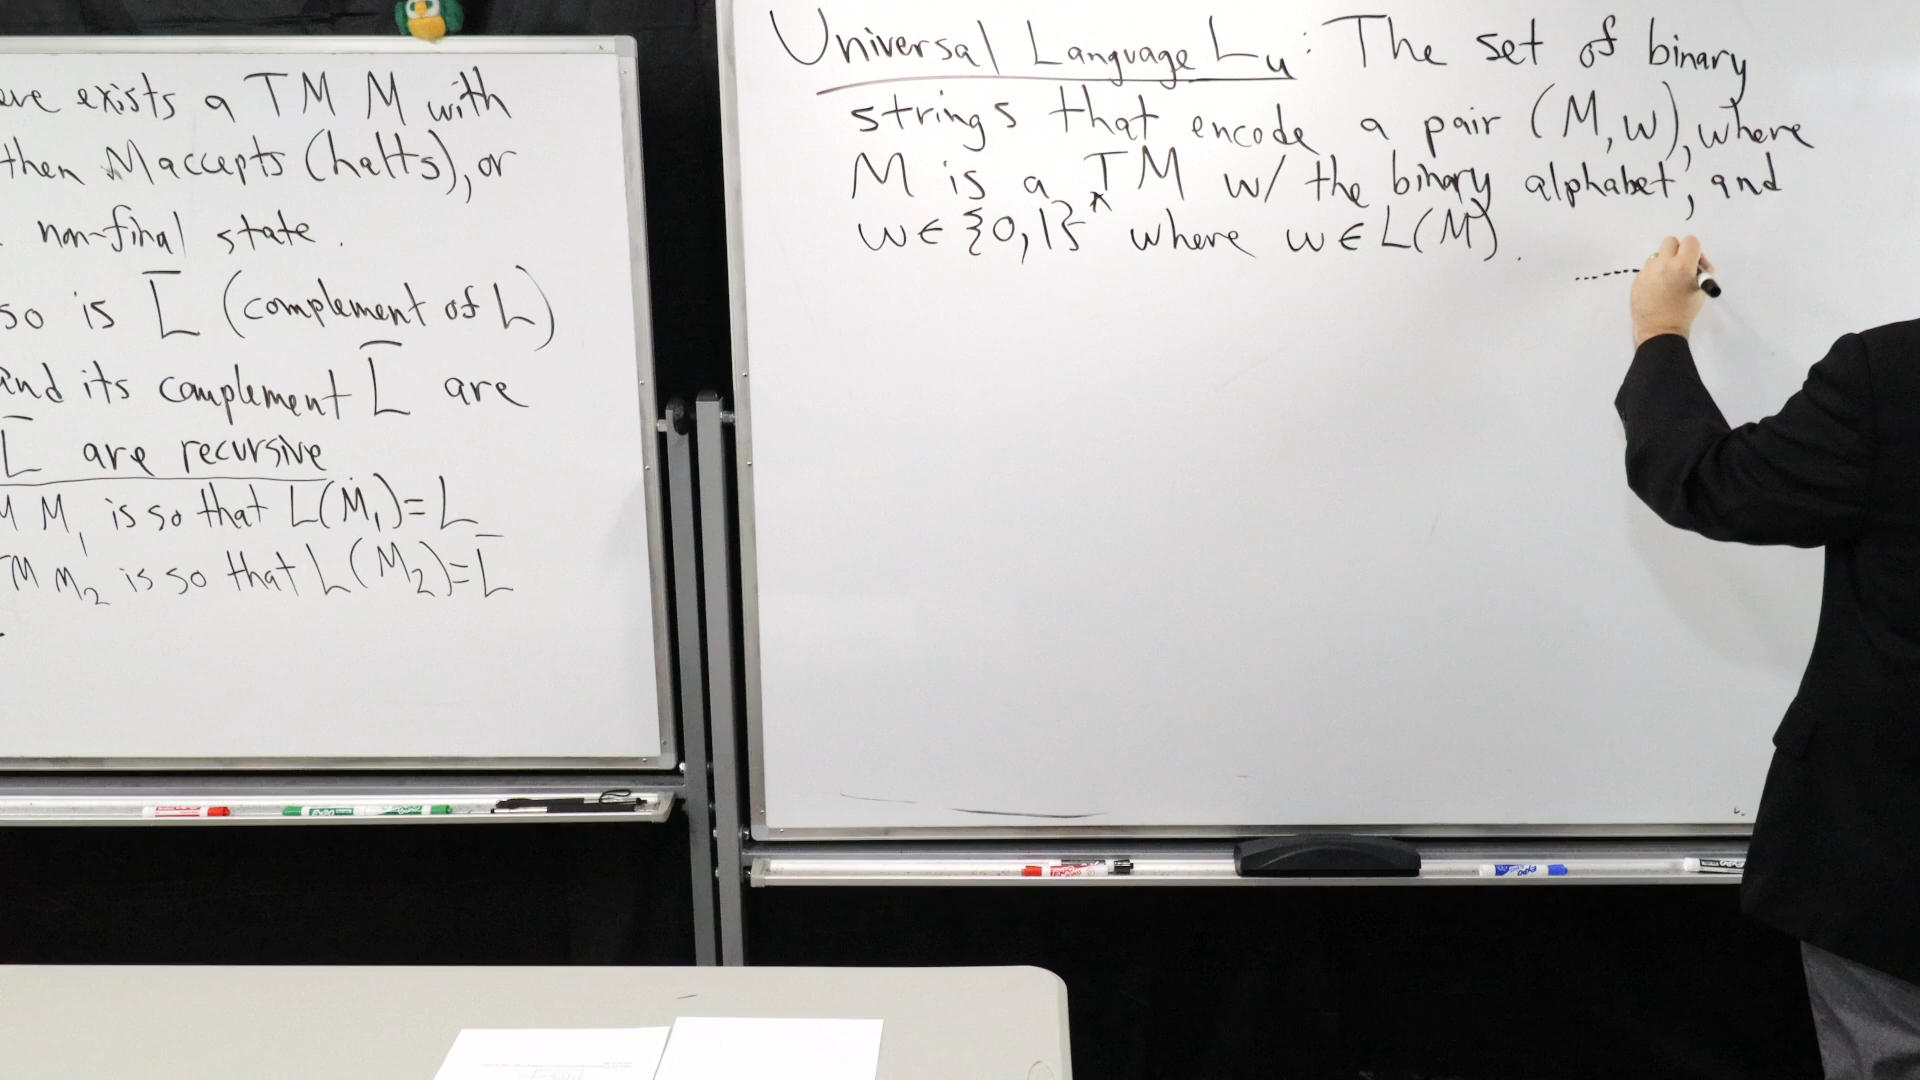 exists a TM M with
then M accepts (halts), or
non-final state.
so is L̅ (complement of L)
and its complement L̅ are
L̅ are recursive
M₁ is so that L(M₁)=L
TM M₂ is so that L(M₂)=L̅
Universal Language Lᵤ: The set of binary
strings that encode a pair (M,w), where
M is a TM w/ the binary alphabet, and
w∈{0,1}* where w∈L(M).
EXPO